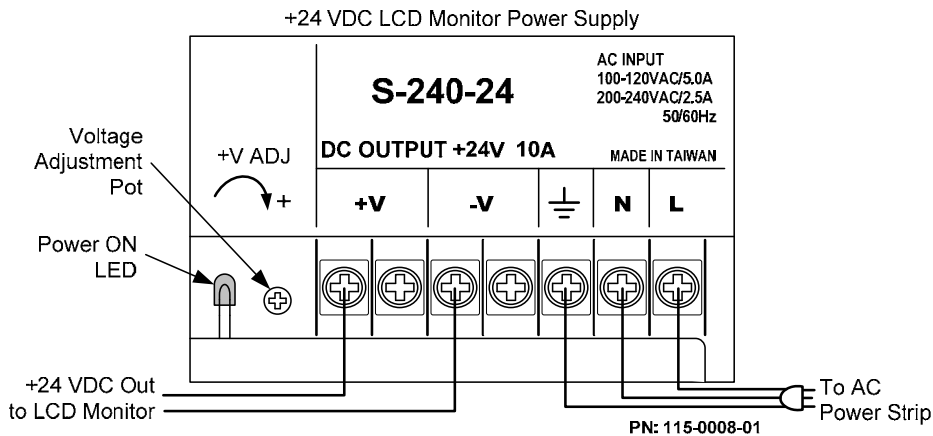 +24 VDC LCD Monitor Power Supply
S-240-24
AC INPUT
100-120VAC/5.0A
200-240VAC/2.5A
50/60Hz
DC OUTPUT +24V 10A
MADE IN TAIWAN
Voltage
Adjustment
Pot
+V ADJ
+
+V
-V
N
L
Power ON
LED
+24 VDC Out
to LCD Monitor
To AC
Power Strip
PN: 115-0008-01